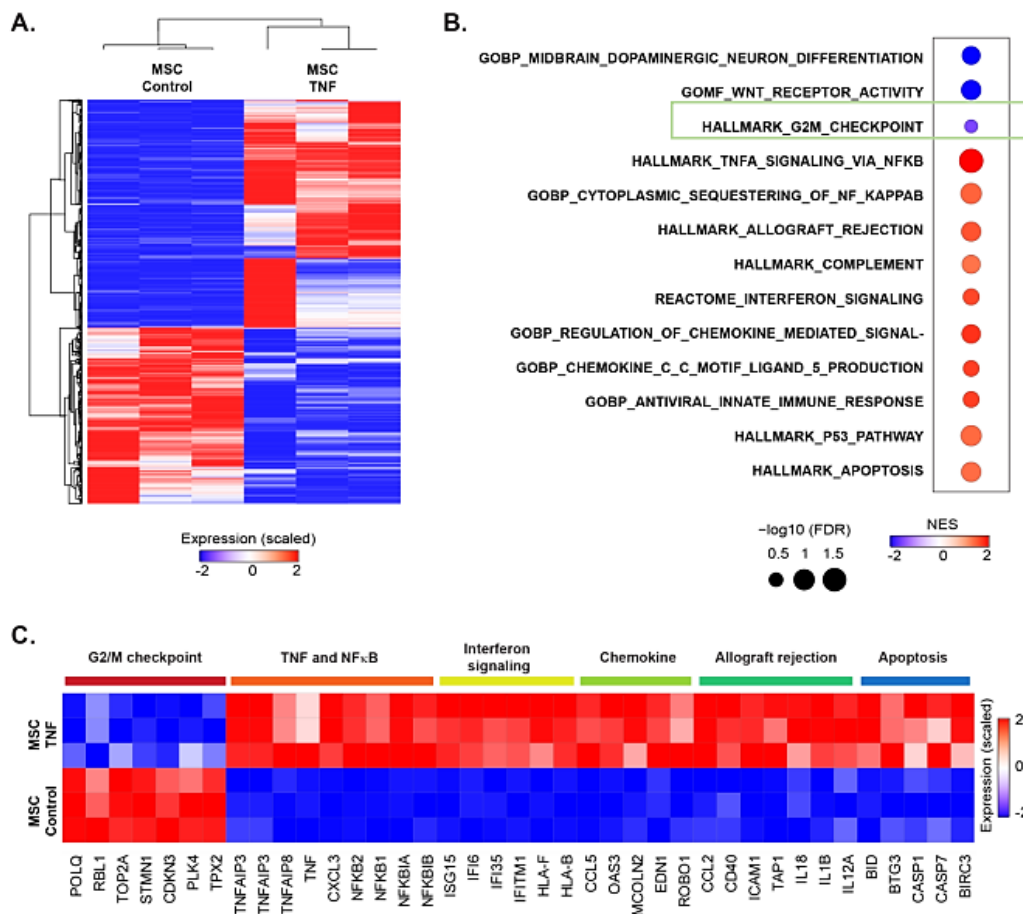 A.
MSC
Control
MSC
TNF
Expression (scaled)
-2 0 2
B.
GOBP_MIDBRAIN_DOPAMINERGIC_NEURON_DIFFERENTIATION
GOMF_WNT_RECEPTOR_ACTIVITY
HALLMARK_G2M_CHECKPOINT
HALLMARK_TNFA_SIGNALING_VIA_NFKB
GOBP_CYTOPLASMIC_SEQUESTERING_OF_NF_KAPPAB
HALLMARK_ALLOGRAFT_REJECTION
HALLMARK_COMPLEMENT
REACTOME_INTERFERON_SIGNALING
GOBP_REGULATION_OF_CHEMOKINE_MEDIATED_SIGNAL-
GOBP_CHEMOKINE_C_C_MOTIF_LIGAND_5_PRODUCTION
GOBP_ANTIVIRAL_INNATE_IMMUNE_RESPONSE
HALLMARK_P53_PATHWAY
HALLMARK_APOPTOSIS
−log10 (FDR)
0.5 1 1.5
NES
-2 0 2
C.
G2/M checkpoint
TNF and NFκB
Interferon
signaling
Chemokine
Allograft rejection
Apoptosis
MSC
TNF
MSC
Control
Expression (scaled)
2
0
-2
POLQ
RBL1
TOP2A
STMN1
CDKN3
PLK4
TPX2
TNFAIP3
TNFAIP3
TNFAIP8
TNF
CXCL3
NFKB2
NFKB1
NFKBIA
NFKBIB
ISG15
IFI6
IFI35
IFITM1
HLA-F
HLA-B
CCL5
OAS3
MCOLN2
EDN1
ROBO1
CCL2
CD40
ICAM1
TAP1
IL18
IL1B
IL12A
BID
BTG3
CASP1
CASP7
BIRC3